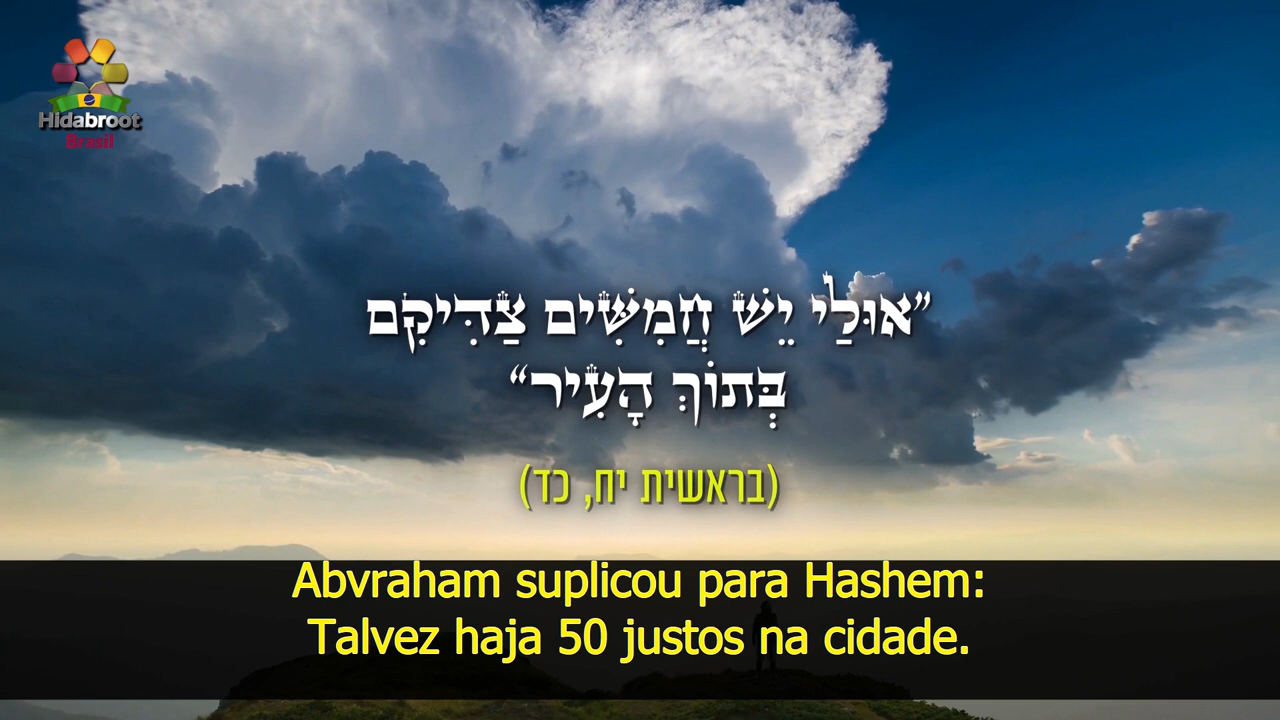 Hidabroot
Brasil
"אוּלַי יֵשׁ חֲמִשִּׁים צַדִּיקִם
בְּתוֹךְ הָעִיר"
(בראשית יח, כד)
Abvraham suplicou para Hashem:
Talvez haja 50 justos na cidade.